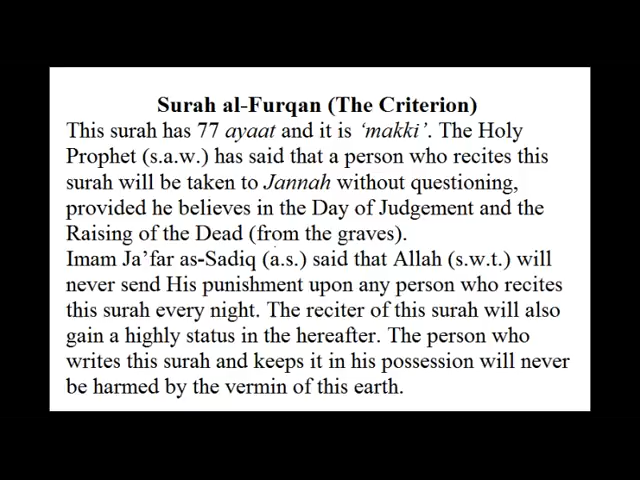 Surah al-Furqan (The Criterion)
This surah has 77 ayaat and it is ‘makki’. The Holy
Prophet (s.a.w.) has said that a person who recites this
surah will be taken to Jannah without questioning,
provided he believes in the Day of Judgement and the
Raising of the Dead (from the graves).
Imam Ja’far as-Sadiq (a.s.) said that Allah (s.w.t.) will
never send His punishment upon any person who recites
this surah every night. The reciter of this surah will also
gain a highly status in the hereafter. The person who
writes this surah and keeps it in his possession will never
be harmed by the vermin of this earth.